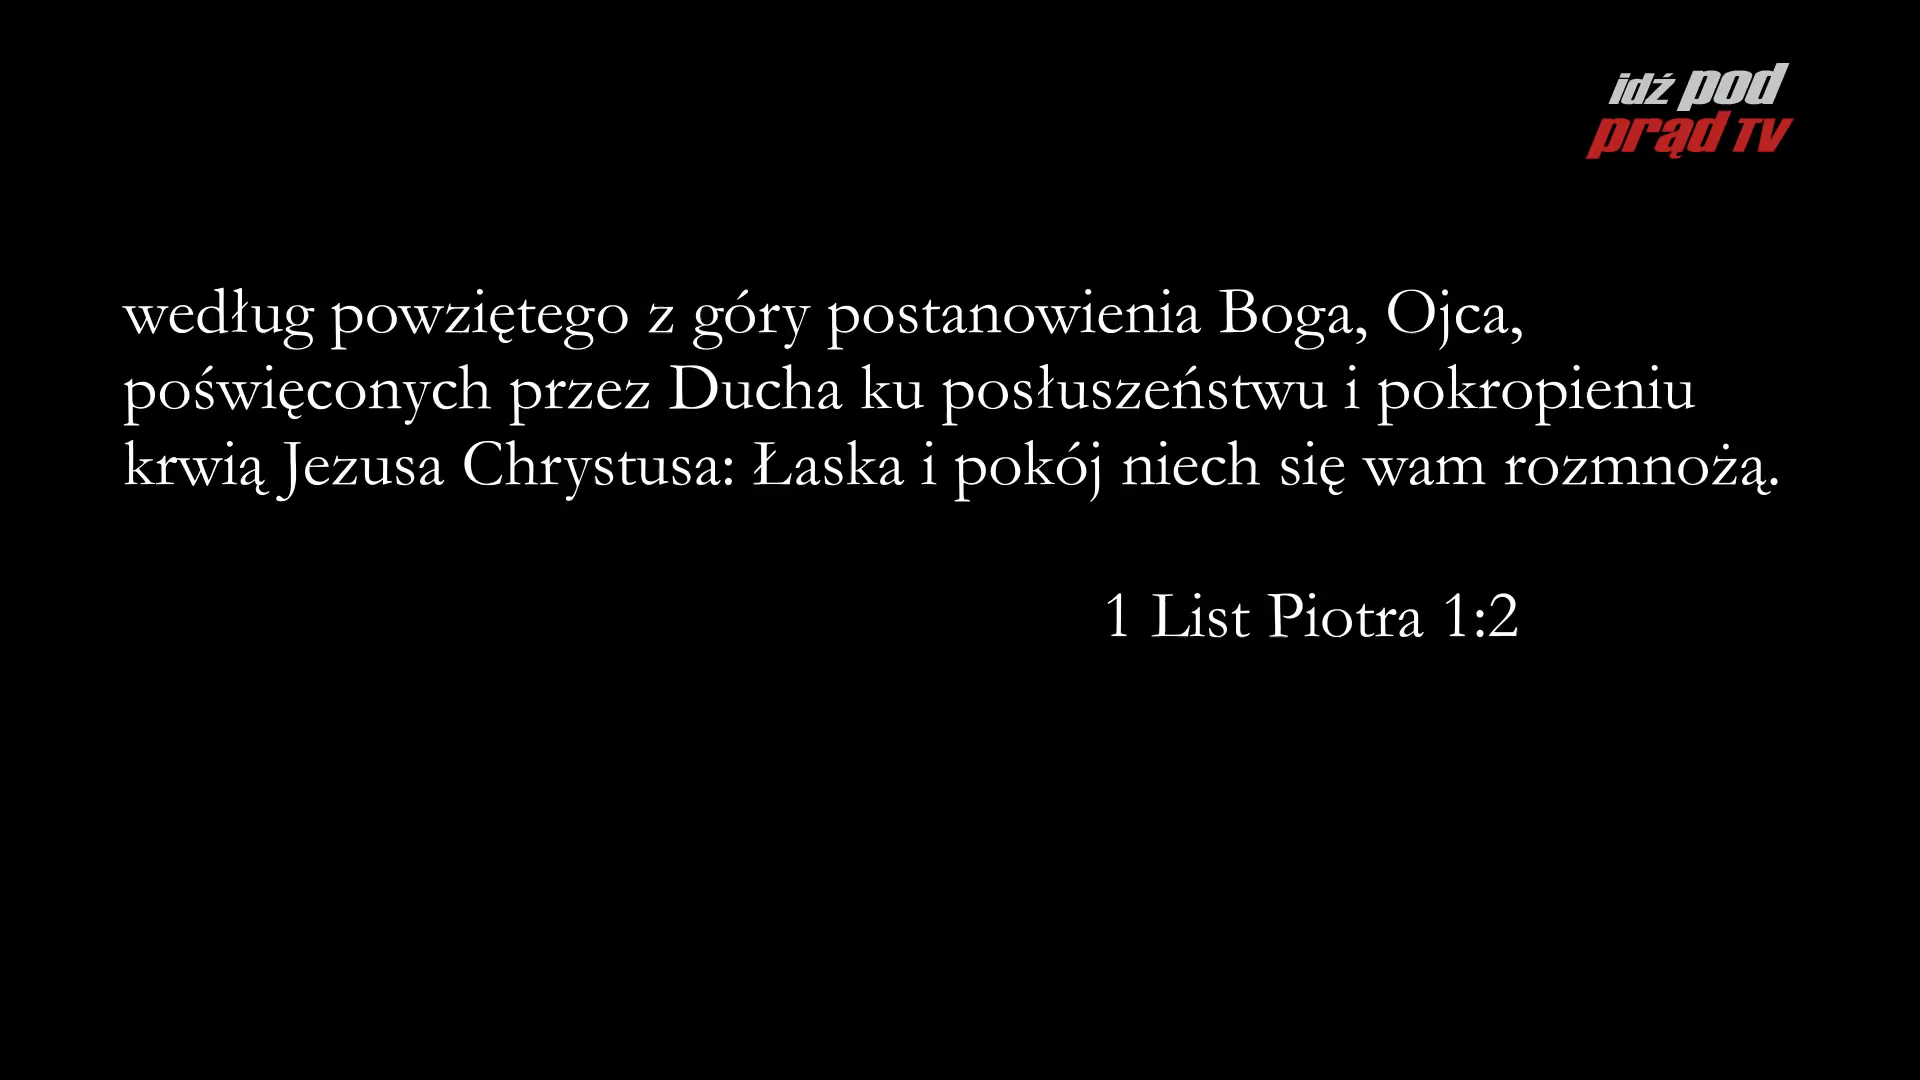 idź pod
prąd TV
według powziętego z góry postanowienia Boga, Ojca,
poświęconych przez Ducha ku posłuszeństwu i pokropieniu
krwią Jezusa Chrystusa: Łaska i pokój niech się wam rozmnożą.
1 List Piotra 1:2